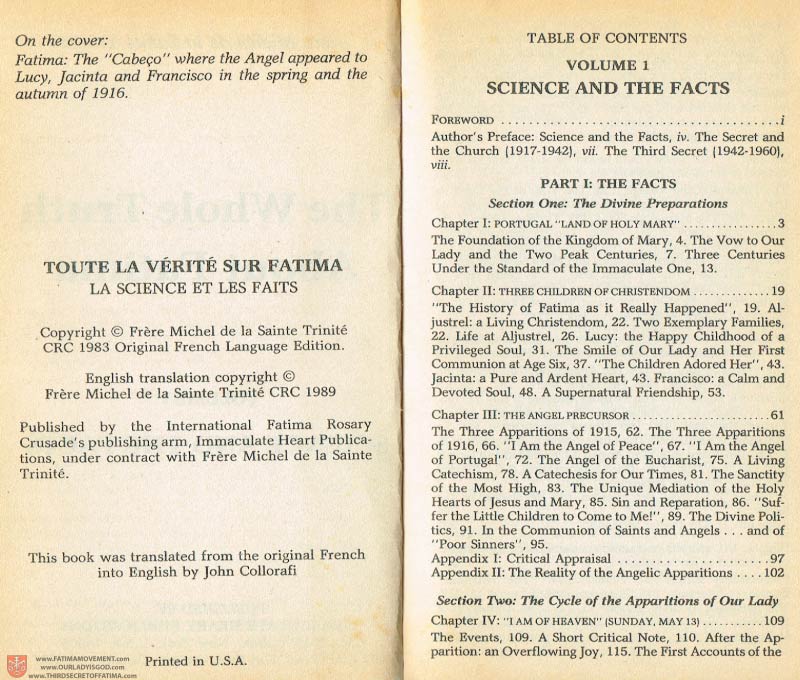 On the cover:
Fatima: The "Cabeço" where the Angel appeared to
Lucy, Jacinta and Francisco in the spring and the
autumn of 1916.
TOUTE LA VÉRITÉ SUR FATIMA
LA SCIENCE ET LES FAITS
Copyright © Frère Michel de la Sainte Trinité
CRC 1983 Original French Language Edition.
English translation copyright ©
Frère Michel de la Sainte Trinité CRC 1989
Published by the International Fatima Rosary
Crusade's publishing arm, Immaculate Heart Publica-
tions, under contract with Frère Michel de la Sainte
Trinité.
This book was translated from the original French
into English by John Collorafi
Printed in U.S.A.
www.FATIMAMOVEMENT.com
www.OURLADYISGOD.com
www.THIRDSECRETOFFATIMA.com
TABLE OF CONTENTS
VOLUME 1
SCIENCE AND THE FACTS
FOREWORD ........................................i
Author's Preface: Science and the Facts, iv. The Secret and
the Church (1917-1942), vii. The Third Secret (1942-1960),
viii.
PART I: THE FACTS
Section One: The Divine Preparations
Chapter I: PORTUGAL "LAND OF HOLY MARY" ................3
The Foundation of the Kingdom of Mary, 4. The Vow to Our
Lady and the Two Peak Centuries, 7. Three Centuries
Under the Standard of the Immaculate One, 13.
Chapter II: THREE CHILDREN OF CHRISTENDOM .............19
"The History of Fatima as it Really Happened", 19. Al-
justrel: a Living Christendom, 22. Two Exemplary Families,
22. Life at Aljustrel, 26. Lucy: the Happy Childhood of a
Privileged Soul, 31. The Smile of Our Lady and Her First
Communion at Age Six, 37. "The Children Adored Her", 43.
Jacinta: a Pure and Ardent Heart, 43. Francisco: a Calm and
Devoted Soul, 48. A Supernatural Friendship, 53.
Chapter III: THE ANGEL PRECURSOR .......................61
The Three Apparitions of 1915, 62. The Three Apparitions
of 1916, 66. "I Am the Angel of Peace", 67. "I Am the Angel
of Portugal", 72. The Angel of the Eucharist, 75. A Living
Catechism, 78. A Catechesis for Our Times, 81. The Sanctity
of the Most High, 83. The Unique Mediation of the Holy
Hearts of Jesus and Mary, 85. Sin and Reparation, 86. "Suf-
fer the Little Children to Come to Me!", 89. The Divine Poli-
tics, 91. In the Communion of Saints and Angels . . . and of
"Poor Sinners", 95.
Appendix I: Critical Appraisal ..........................97
Appendix II: The Reality of the Angelic Apparitions ....102
Section Two: The Cycle of the Apparitions of Our Lady
Chapter IV: "I AM OF HEAVEN" (SUNDAY, MAY 13) ...........109
The Events, 109. A Short Critical Note, 110. After the Ap-
parition: an Overflowing Joy, 115. The First Accounts of the